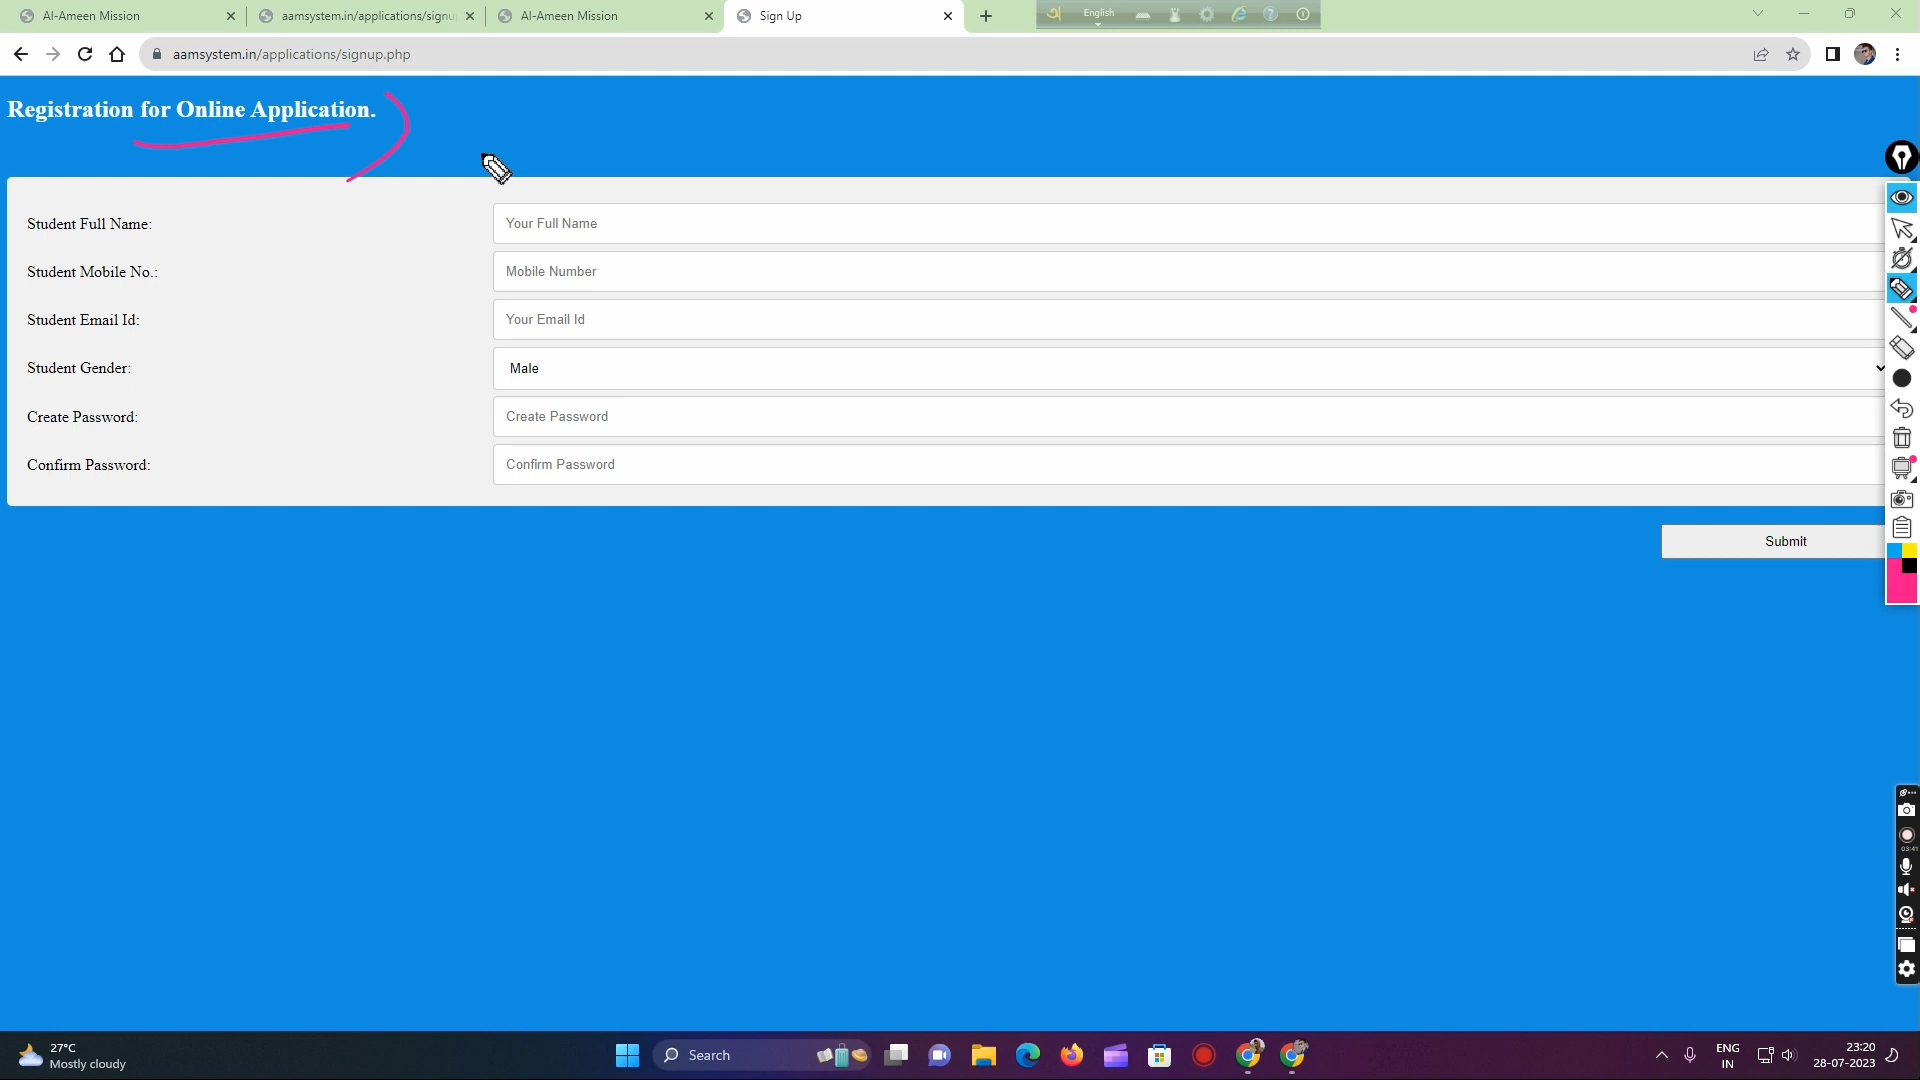 Al-Ameen Mission
aamsystem.in/applications/signu
Al-Ameen Mission
Sign Up
English
aamsystem.in/applications/signup.php
Registration for Online Application.
Student Full Name:
Your Full Name
Student Mobile No.:
Mobile Number
Student Email Id:
Your Email Id
Student Gender:
Male
Create Password:
Create Password
Confirm Password:
Confirm Password
Submit
03:41
27°C
Mostly cloudy
Search
ENG
IN
23:20
28-07-2023